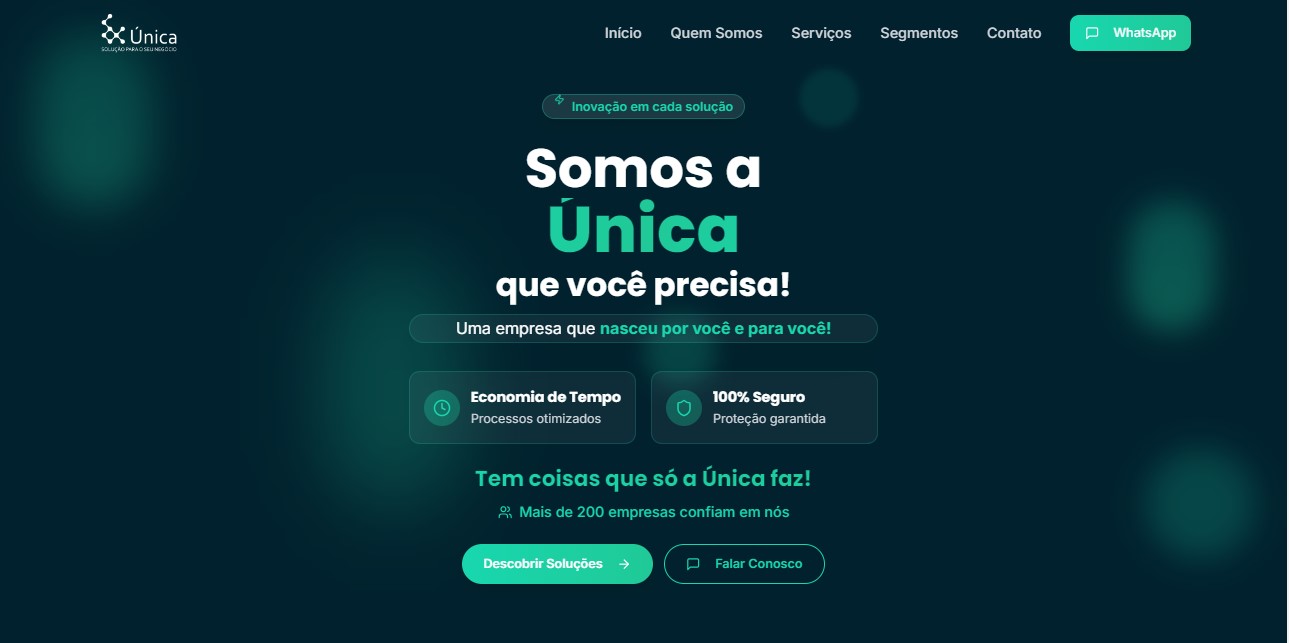 Única
SOLUÇÃO PARA O SEU NEGÓCIO
Início
Quem Somos
Serviços
Segmentos
Contato
WhatsApp
Inovação em cada solução
Somos a
Única
que você precisa!
Uma empresa que nasceu por você e para você!
Economia de Tempo
Processos otimizados
100% Seguro
Proteção garantida
Tem coisas que só a Única faz!
Mais de 200 empresas confiam em nós
Descobrir Soluções
Falar Conosco